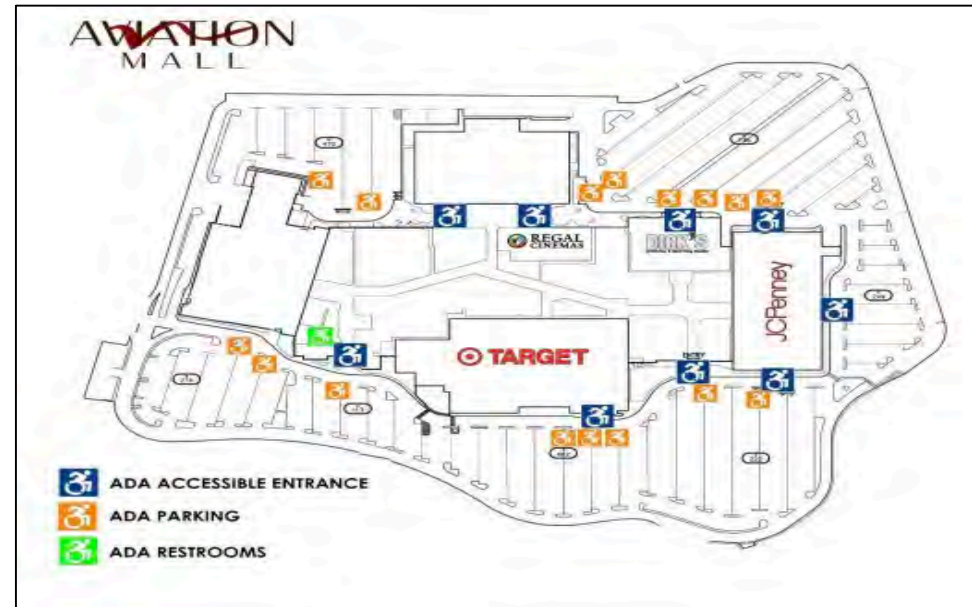 AVIATION
MALL
REGAL
CINEMAS
DICK'S
JCPenney
TARGET
ADA ACCESSIBLE ENTRANCE
ADA PARKING
ADA RESTROOMS